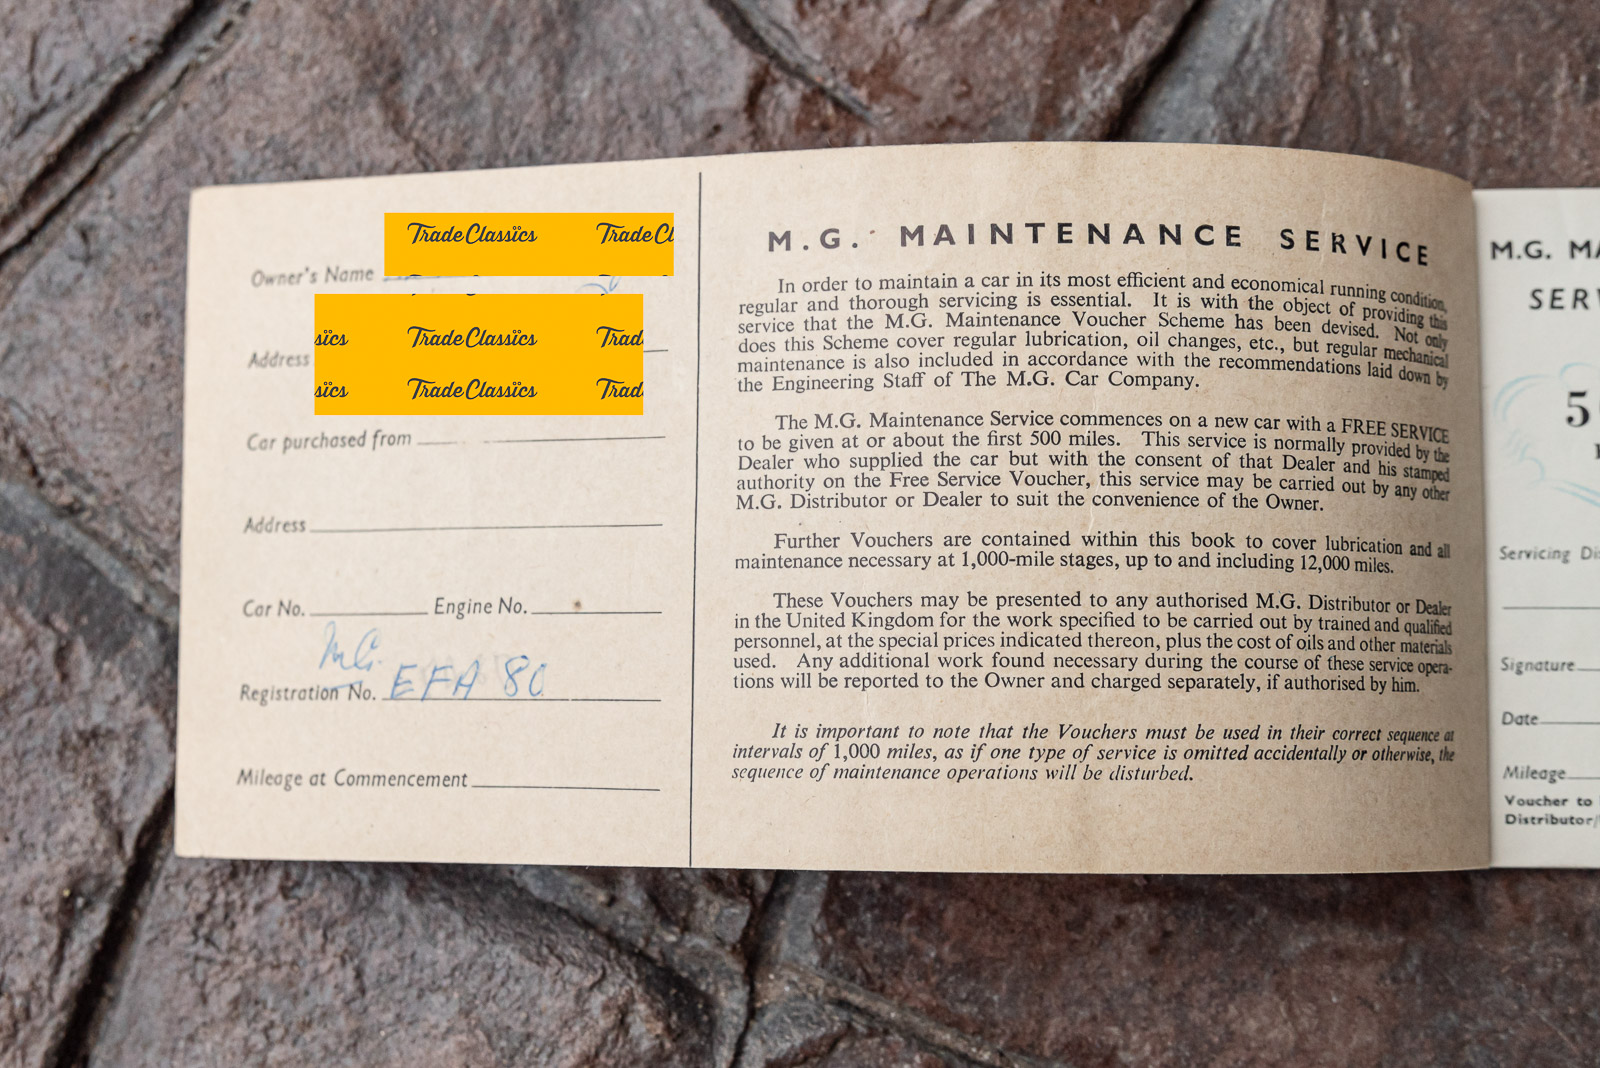 TradeClassics TradeCl
Owner's Name
sics TradeClassics Trad
Address
sics TradeClassics Trad
Car purchased from
Address
Car No. Engine No.
M.G.
Registration No. EFA 80
Mileage at Commencement
M.G. MAINTENANCE SERVICE
In order to maintain a car in its most efficient and economical running condition,
regular and thorough servicing is essential. It is with the object of providing this
service that the M.G. Maintenance Voucher Scheme has been devised. Not only
does this Scheme cover regular lubrication, oil changes, etc., but regular mechanical
maintenance is also included in accordance with the recommendations laid down by
the Engineering Staff of The M.G. Car Company.
The M.G. Maintenance Service commences on a new car with a FREE SERVICE
to be given at or about the first 500 miles. This service is normally provided by the
Dealer who supplied the car but with the consent of that Dealer and his stamped
authority on the Free Service Voucher, this service may be carried out by any other
M.G. Distributor or Dealer to suit the convenience of the Owner.
Further Vouchers are contained within this book to cover lubrication and all
maintenance necessary at 1,000-mile stages, up to and including 12,000 miles.
These Vouchers may be presented to any authorised M.G. Distributor or Dealer
in the United Kingdom for the work specified to be carried out by trained and qualified
personnel, at the special prices indicated thereon, plus the cost of oils and other materials
used. Any additional work found necessary during the course of these service opera-
tions will be reported to the Owner and charged separately, if authorised by him.
It is important to note that the Vouchers must be used in their correct sequence at
intervals of 1,000 miles, as if one type of service is omitted accidentally or otherwise, the
sequence of maintenance operations will be disturbed.
M.G. MA
SERV
5
Servicing Di
Signature
Date
Mileage
Voucher to
Distributor/